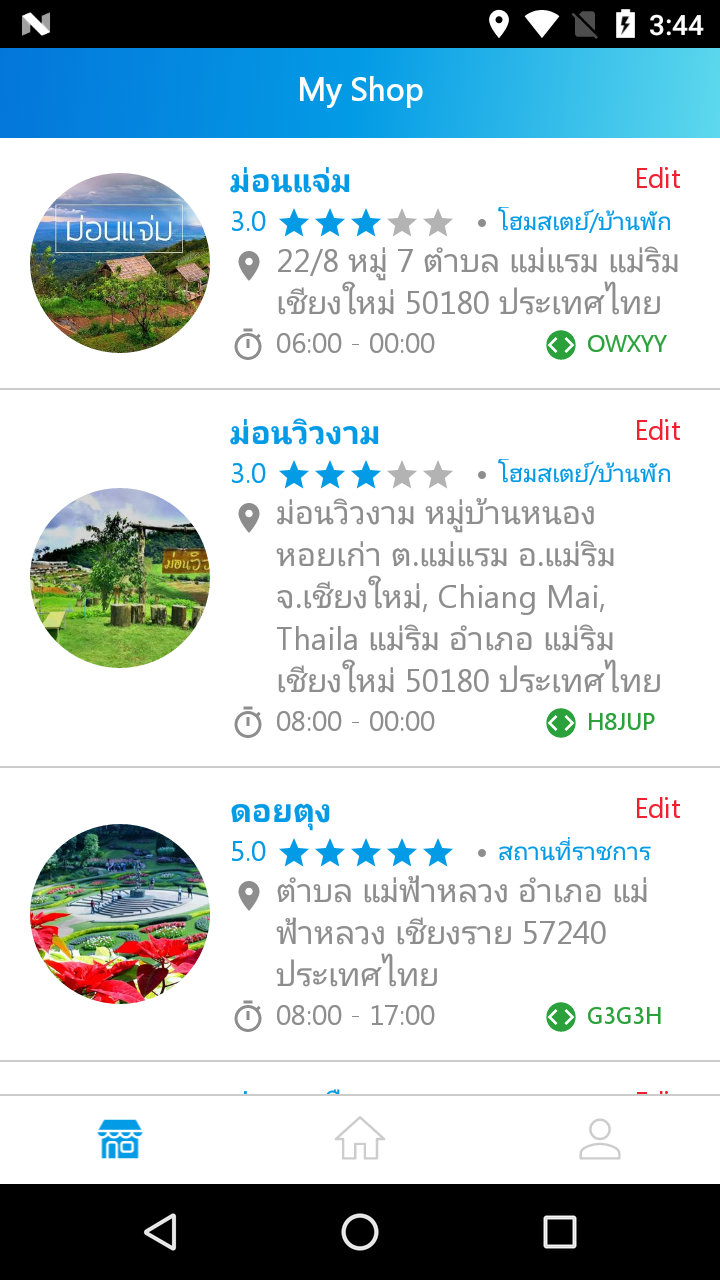 3:44
My Shop
ม่อนแจ่ม
ม่อนแจ่ม
Edit
3.0
• โฮมสเตย์/บ้านพัก
22/8 หมู่ 7 ตำบล แม่แรม แม่ริม
เชียงใหม่ 50180 ประเทศไทย
06:00 - 00:00
OWXYY
ม่อนวิวงาม
Edit
3.0
• โฮมสเตย์/บ้านพัก
ม่อนวิวงาม หมู่บ้านหนอง
หอยเก่า ต.แม่แรม อ.แม่ริม
จ.เชียงใหม่, Chiang Mai,
Thaila แม่ริม อำเภอ แม่ริม
เชียงใหม่ 50180 ประเทศไทย
08:00 - 00:00
H8JUP
ดอยตุง
Edit
5.0
• สถานที่ราชการ
ตำบล แม่ฟ้าหลวง อำเภอ แม่
ฟ้าหลวง เชียงราย 57240
ประเทศไทย
08:00 - 17:00
G3G3H